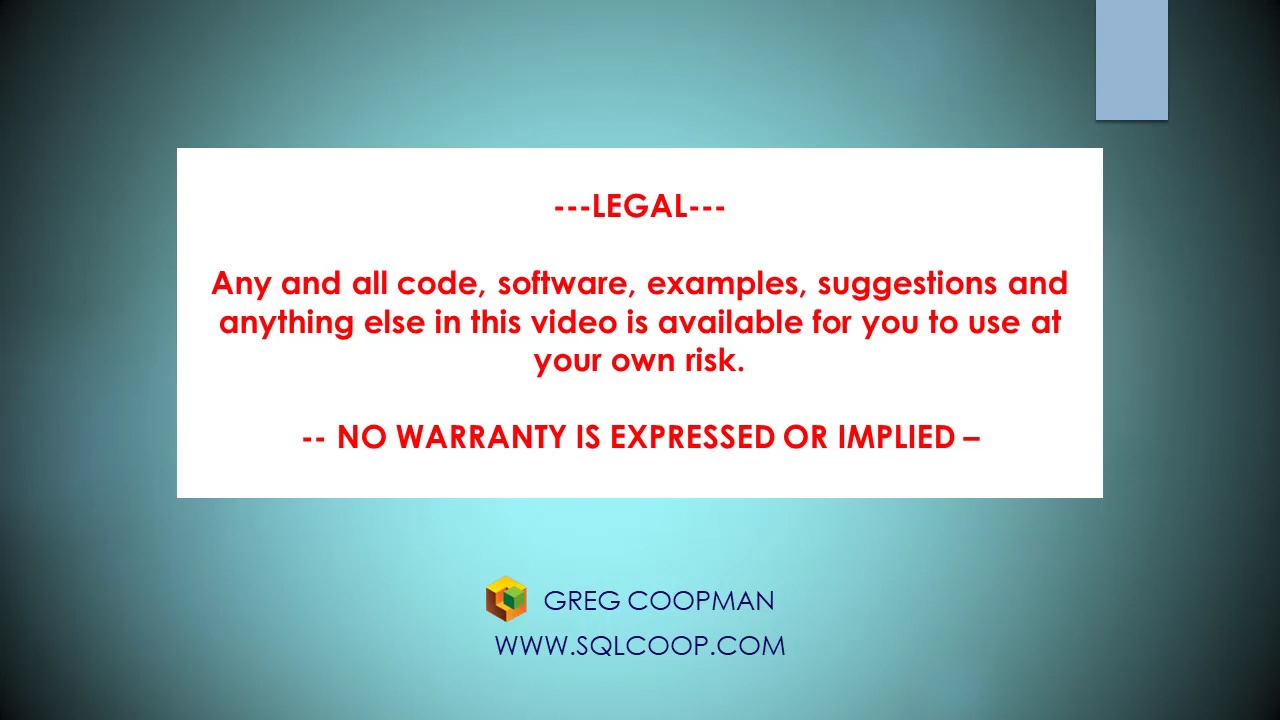 ---LEGAL---
Any and all code, software, examples, suggestions and
anything else in this video is available for you to use at
your own risk.
-- NO WARRANTY IS EXPRESSED OR IMPLIED –
GREG COOPMAN
WWW.SQLCOOP.COM